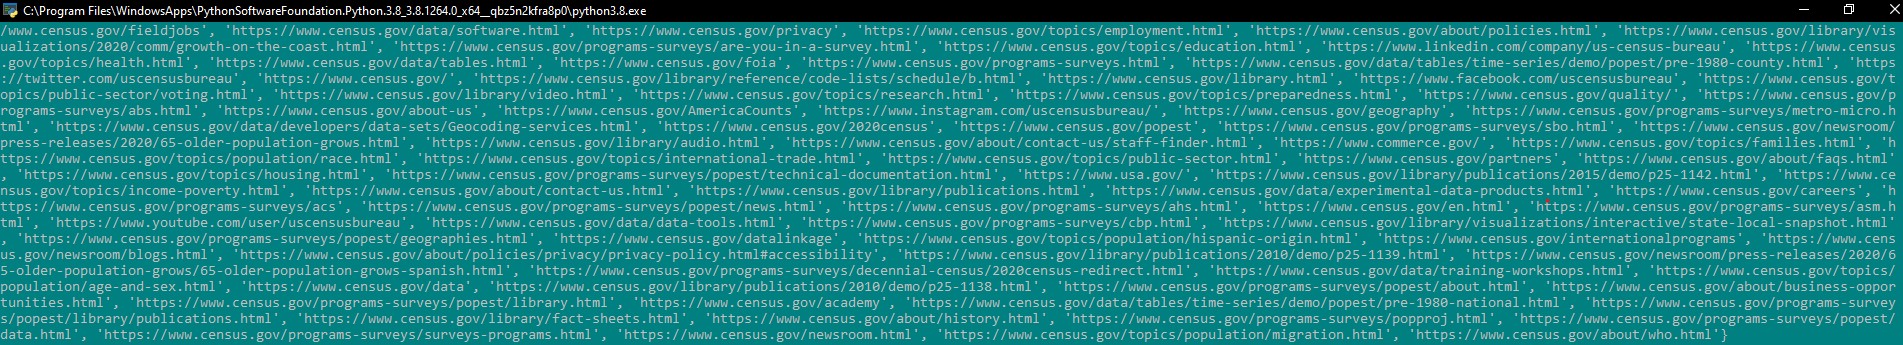 C:\Program Files\WindowsApps\PythonSoftwareFoundation.Python.3.8_3.8.1264.0_x64__qbz5n2kfra8p0\python3.8.exe
/www.census.gov/fieldjobs', 'https://www.census.gov/data/software.html', 'https://www.census.gov/privacy', 'https://www.census.gov/topics/employment.html', 'https://www.census.gov/about/policies.html', 'https://www.census.gov/library/vis
ualizations/2020/comm/growth-on-the-coast.html', 'https://www.census.gov/programs-surveys/are-you-in-a-survey.html', 'https://www.census.gov/topics/education.html', 'https://www.linkedin.com/company/us-census-bureau', 'https://www.census
.gov/topics/health.html', 'https://www.census.gov/data/tables.html', 'https://www.census.gov/foia', 'https://www.census.gov/programs-surveys.html', 'https://www.census.gov/data/tables/time-series/demo/popest/pre-1980-county.html', 'https
://twitter.com/uscensusbureau', 'https://www.census.gov/', 'https://www.census.gov/library/reference/code-lists/schedule/b.html', 'https://www.census.gov/library.html', 'https://www.facebook.com/uscensusbureau', 'https://www.census.gov/t
opics/public-sector/voting.html', 'https://www.census.gov/library/video.html', 'https://www.census.gov/topics/research.html', 'https://www.census.gov/topics/preparedness.html', 'https://www.census.gov/quality/', 'https://www.census.gov/p
rograms-surveys/abs.html', 'https://www.census.gov/about-us', 'https://www.census.gov/AmericaCounts', 'https://www.instagram.com/uscensusbureau/', 'https://www.census.gov/geography', 'https://www.census.gov/programs-surveys/metro-micro.h
tml', 'https://www.census.gov/data/developers/data-sets/Geocoding-services.html', 'https://www.census.gov/2020census', 'https://www.census.gov/popest', 'https://www.census.gov/programs-surveys/sbo.html', 'https://www.census.gov/newsroom/
press-releases/2020/65-older-population-grows.html', 'https://www.census.gov/library/audio.html', 'https://www.census.gov/about/contact-us/staff-finder.html', 'https://www.commerce.gov/', 'https://www.census.gov/topics/families.html', 'h
ttps://www.census.gov/topics/population/race.html', 'https://www.census.gov/topics/international-trade.html', 'https://www.census.gov/topics/public-sector.html', 'https://www.census.gov/partners', 'https://www.census.gov/about/faqs.html'
, 'https://www.census.gov/topics/housing.html', 'https://www.census.gov/programs-surveys/popest/technical-documentation.html', 'https://www.usa.gov/', 'https://www.census.gov/library/publications/2015/demo/p25-1142.html', 'https://www.ce
nsus.gov/topics/income-poverty.html', 'https://www.census.gov/about/contact-us.html', 'https://www.census.gov/library/publications.html', 'https://www.census.gov/data/experimental-data-products.html', 'https://www.census.gov/careers', 'h
ttps://www.census.gov/programs-surveys/acs', 'https://www.census.gov/programs-surveys/popest/news.html', 'https://www.census.gov/programs-surveys/ahs.html', 'https://www.census.gov/en.html', 'https://www.census.gov/programs-surveys/asm.h
tml', 'https://www.youtube.com/user/uscensusbureau', 'https://www.census.gov/data/data-tools.html', 'https://www.census.gov/programs-surveys/cbp.html', 'https://www.census.gov/library/visualizations/interactive/state-local-snapshot.html'
, 'https://www.census.gov/programs-surveys/popest/geographies.html', 'https://www.census.gov/datalinkage', 'https://www.census.gov/topics/population/hispanic-origin.html', 'https://www.census.gov/internationalprograms', 'https://www.cens
us.gov/newsroom/blogs.html', 'https://www.census.gov/about/policies/privacy/privacy-policy.html#accessibility', 'https://www.census.gov/library/publications/2010/demo/p25-1139.html', 'https://www.census.gov/newsroom/press-releases/2020/6
5-older-population-grows/65-older-population-grows-spanish.html', 'https://www.census.gov/programs-surveys/decennial-census/2020census-redirect.html', 'https://www.census.gov/data/training-workshops.html', 'https://www.census.gov/topics/
population/age-and-sex.html', 'https://www.census.gov/data', 'https://www.census.gov/library/publications/2010/demo/p25-1138.html', 'https://www.census.gov/programs-surveys/popest/about.html', 'https://www.census.gov/about/business-oppor
tunities.html', 'https://www.census.gov/programs-surveys/popest/library.html', 'https://www.census.gov/academy', 'https://www.census.gov/data/tables/time-series/demo/popest/pre-1980-national.html', 'https://www.census.gov/programs-surveys
/popest/library/publications.html', 'https://www.census.gov/library/fact-sheets.html', 'https://www.census.gov/about/history.html', 'https://www.census.gov/programs-surveys/popproj.html', 'https://www.census.gov/programs-surveys/popest/
data.html', 'https://www.census.gov/programs-surveys/surveys-programs.html', 'https://www.census.gov/newsroom.html', 'https://www.census.gov/topics/population/migration.html', 'https://www.census.gov/about/who.html'}